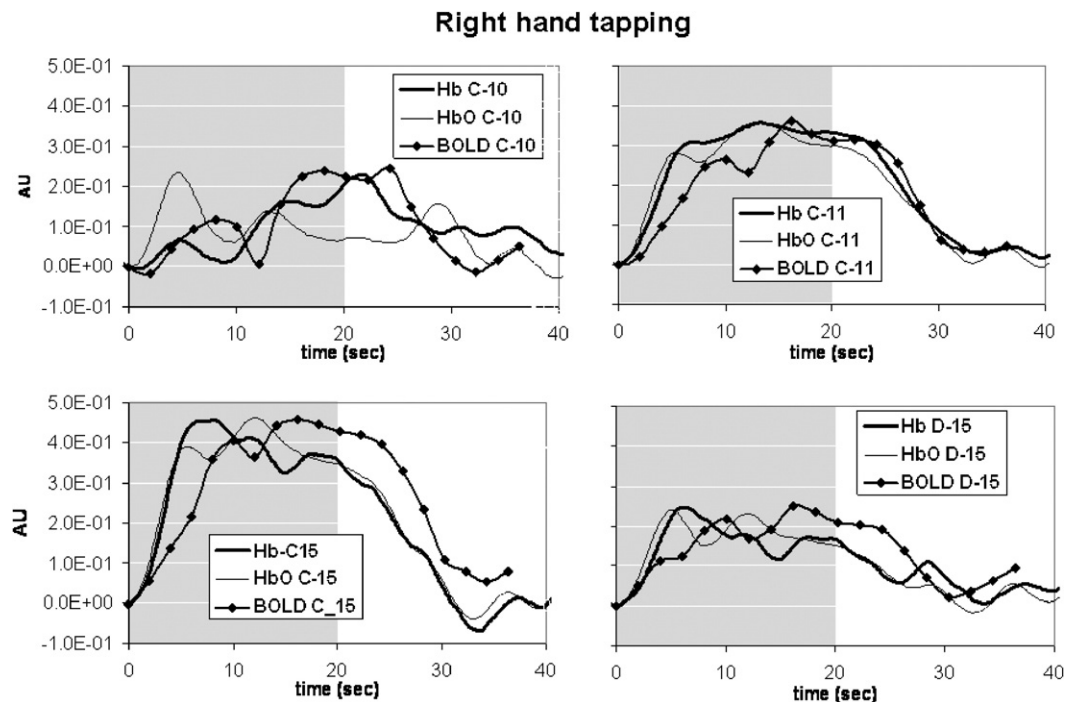 Right hand tapping
5.0E-01
4.0E-01
3.0E-01
2.0E-01
1.0E-01
0.0E+00
-1.0E-01
AU
Hb C-10
HbO C-10
BOLD C-10
0 10 20 30 40
time (sec)
Hb C-11
HbO C-11
BOLD C-11
0 10 20 30 40
time (sec)
5.0E-01
4.0E-01
3.0E-01
2.0E-01
1.0E-01
0.0E+00
-1.0E-01
AU
Hb-C15
HbO C-15
BOLD C_15
0 10 20 30 40
time (sec)
Hb D-15
HbO D-15
BOLD D-15
0 10 20 30 40
time (sec)